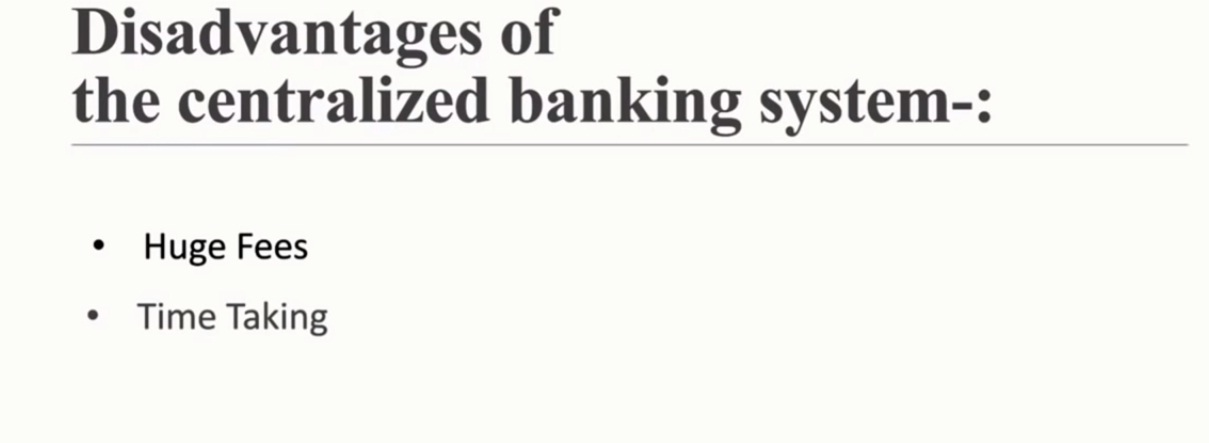 Disadvantages of
the centralized banking system-:
• Huge Fees
• Time Taking